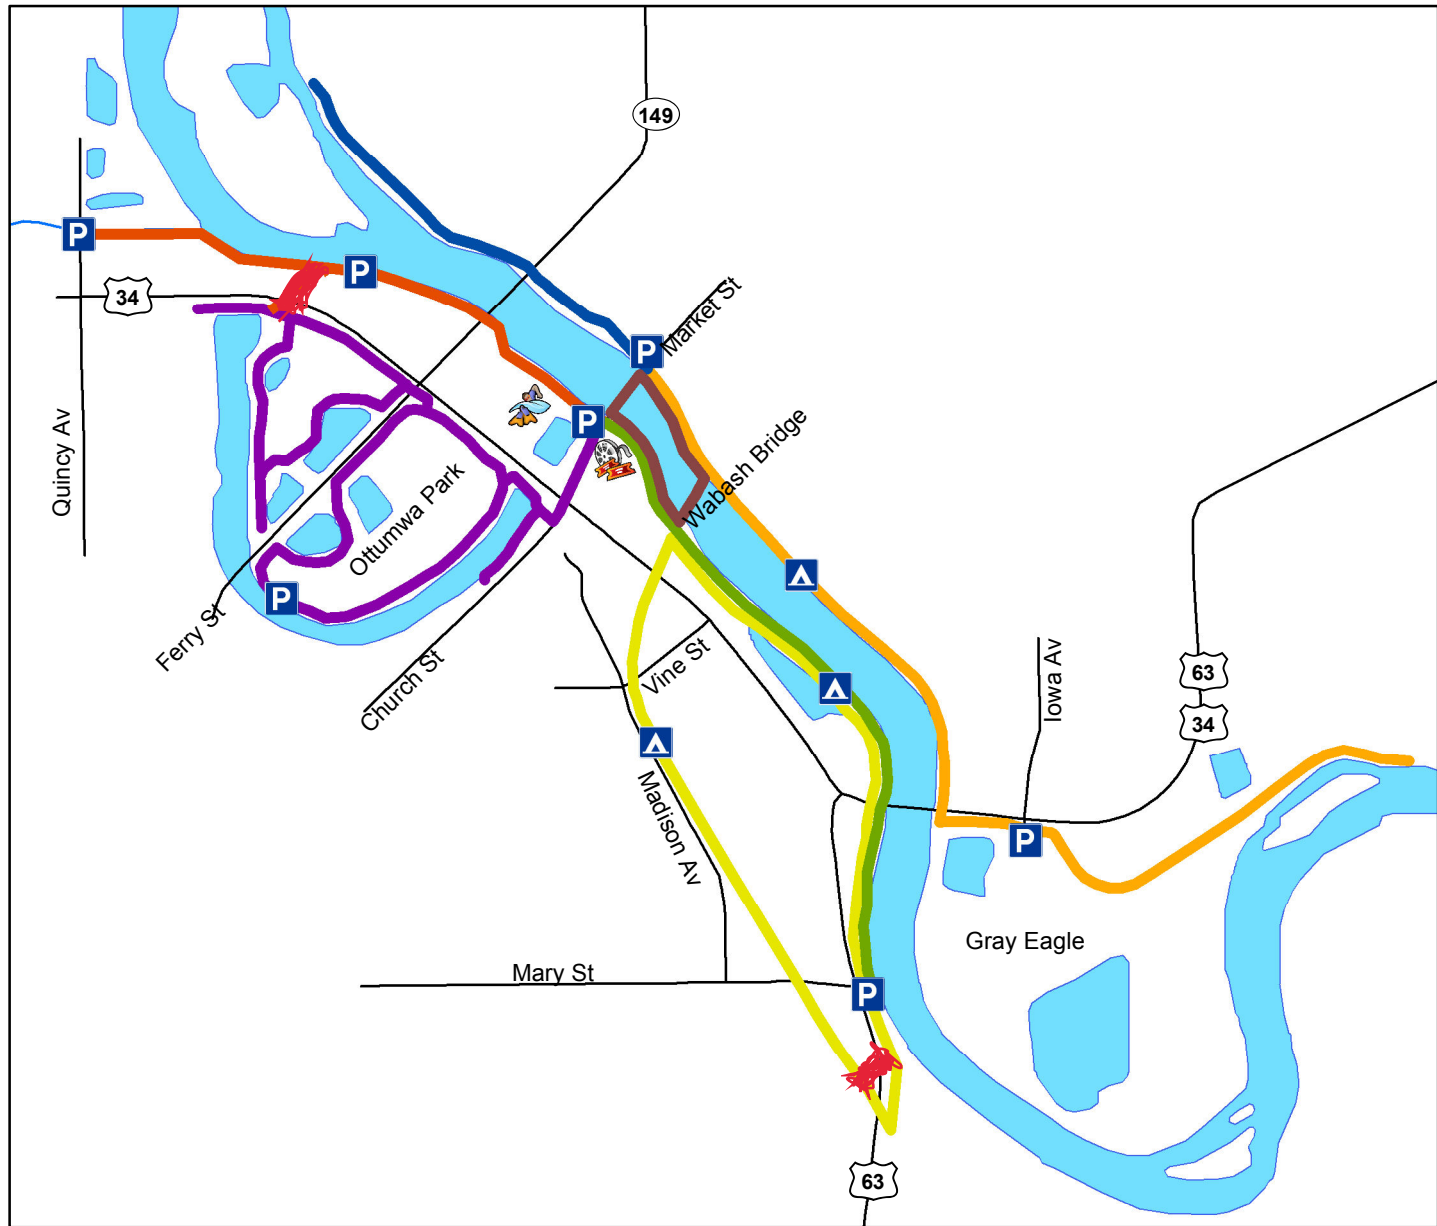 149
P
P
34
Market St
P
Quincy Av
P
Wabash Bridge
Ottumwa Park
P
Ferry St
Church St
Vine St
Iowa Av
63
34
Madison Av
P
Gray Eagle
Mary St
P
63